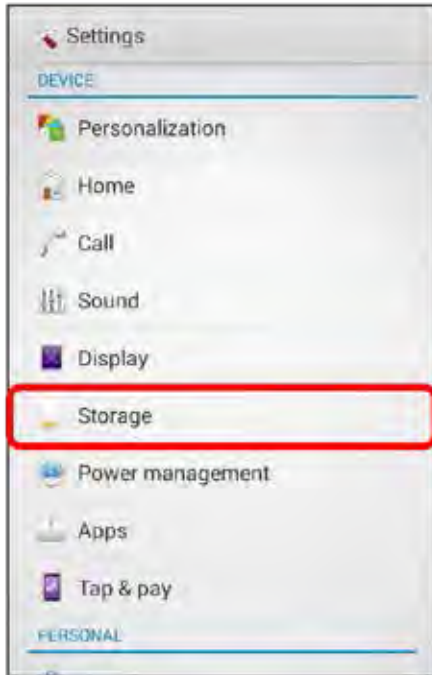 Settings
DEVICE
Personalization
Home
Call
Sound
Display
Storage
Power management
Apps
Tap & pay
PERSONAL